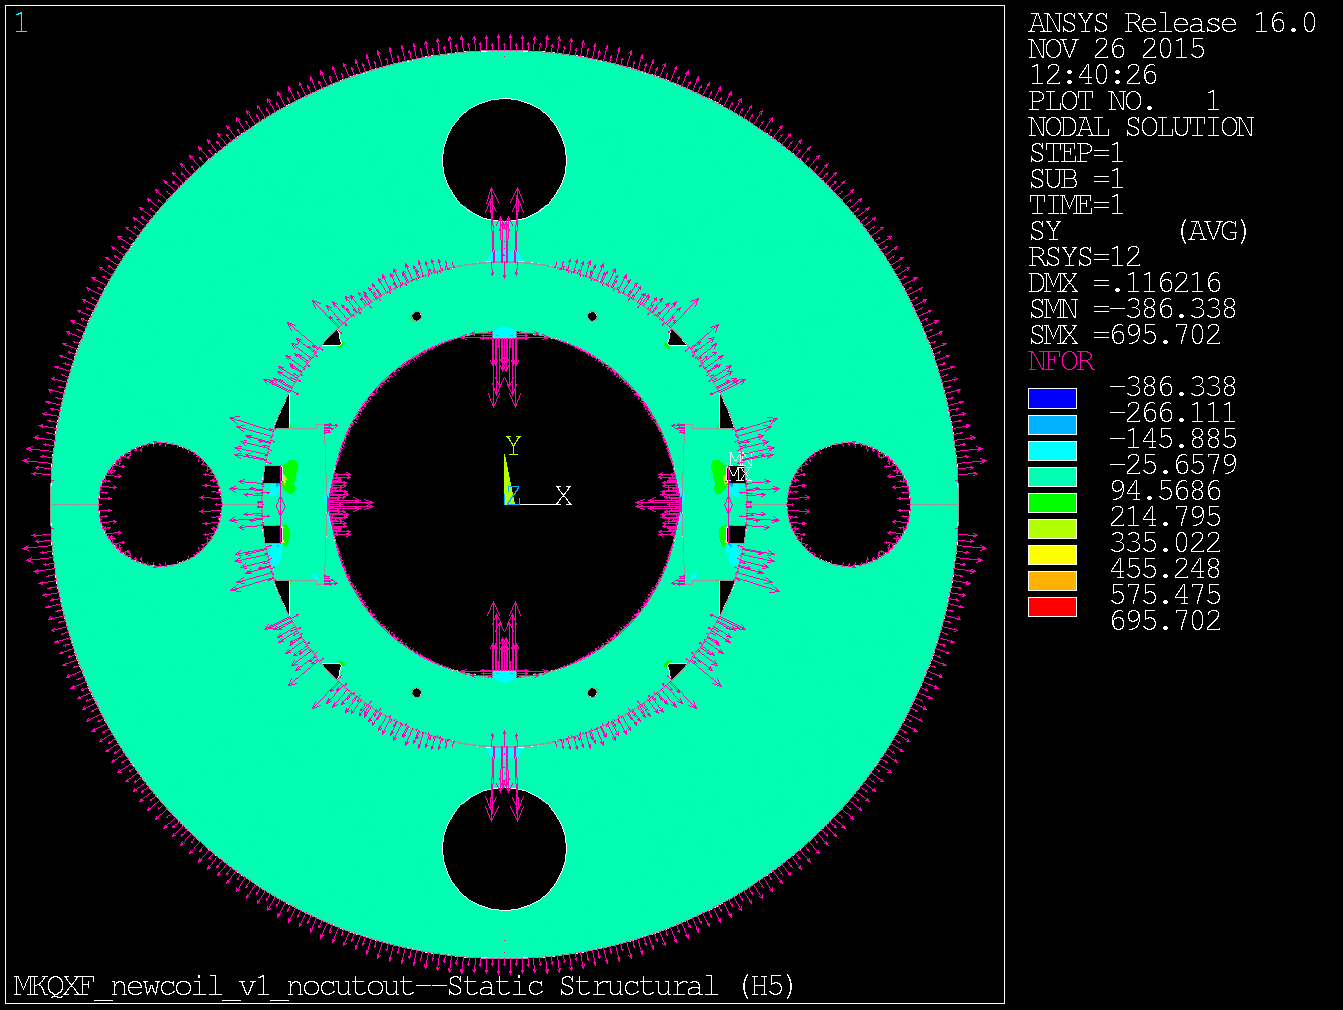 1
ANSYS Release 16.0
NOV 26 2015
12:40:26
PLOT NO. 1
NODAL SOLUTION
STEP=1
SUB =1
TIME=1
SY (AVG)
RSYS=12
DMX =.116216
SMN =-386.338
SMX =695.702
NFOR
-386.338
-266.111
-145.885
-25.6579
94.5686
214.795
335.022
455.248
575.475
695.702
Y
MN
MX
Z X
MKQXF_newcoil_v1_nocutout--Static Structural (H5)